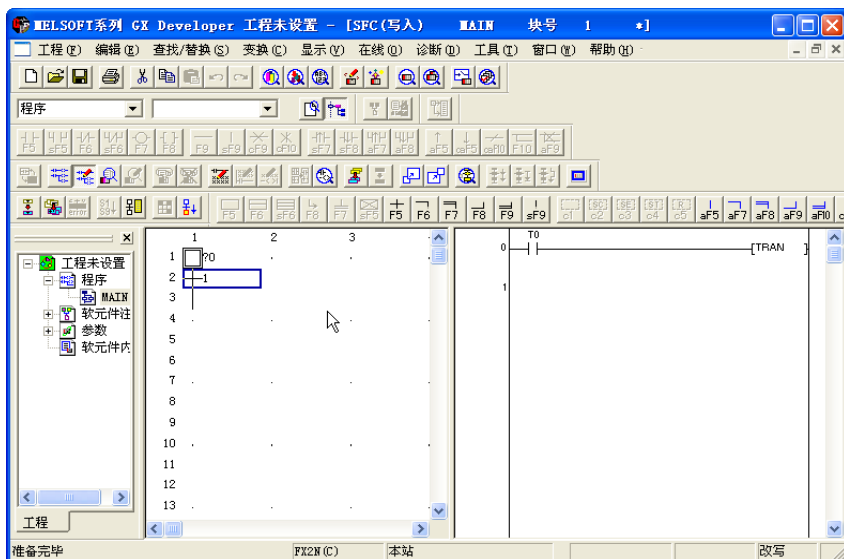 MELSOFT系列 GX Developer 工程未设置 - [SFC(写入) MAIN 块号 1 *]
工程(F) 编辑(E) 查找/替换(S) 变换(C) 显示(V) 在线(O) 诊断(D) 工具(T) 窗口(W) 帮助(H)
程序
F5 sF5 F6 sF6 F7 F8 F9 sF9 cF9 cF10 sF7 sF8 aF7 aF8 aF5 caF5 caF10 F10 aF9
F5 F6 sF6 F8 F7 sF5 F5 F6 F7 F8 F9 sF9 c1 c2 c3 c4 c5 aF5 aF7 aF8 aF9 aF10
工程未设置
程序
MAIN
软元件注
参数
软元件内
工程
1 2 3
1 ?0
2 1
3
4
5
6
7
8
9
10
11
12
13
T0
0 [TRAN ]
1
准备完毕 FX2N(C) 本站 改写